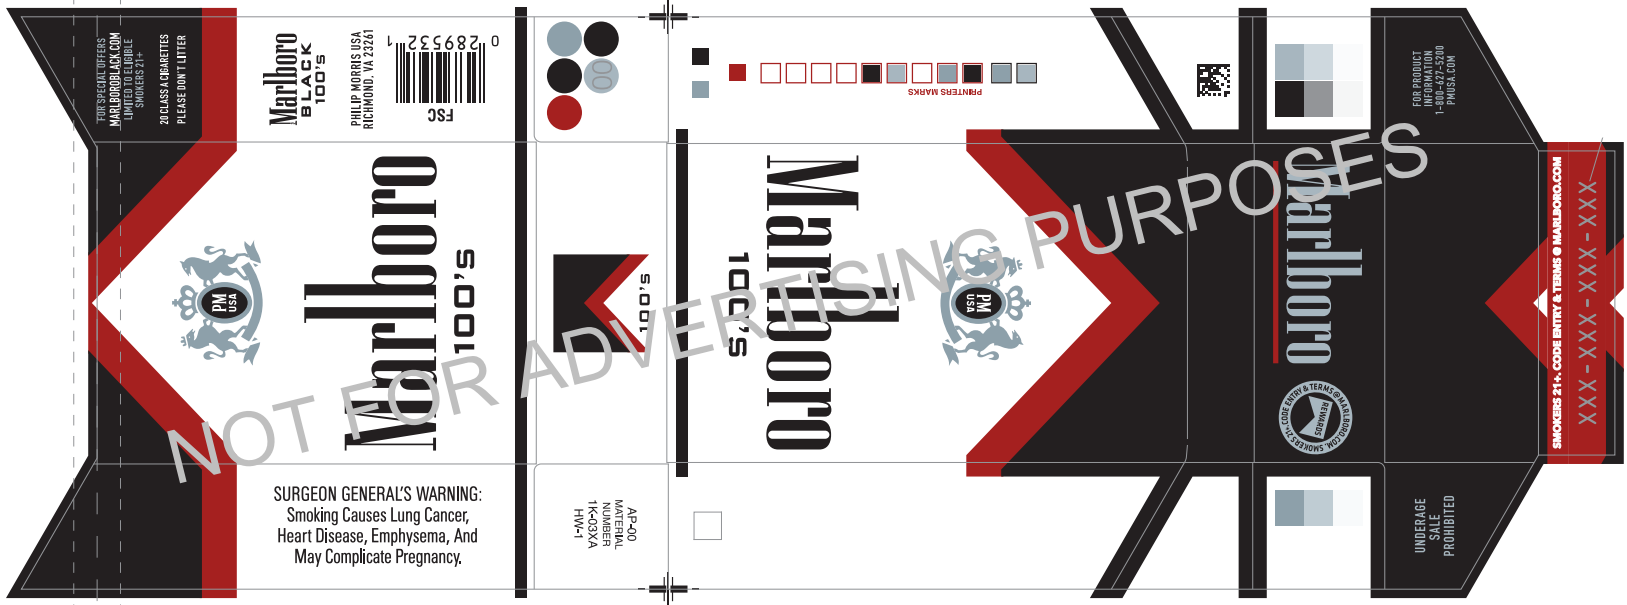 FOR SPECIAL OFFERS
MARLBOROBLACK.COM
LIMITED TO ELIGIBLE
SMOKERS 21+
20 CLASS A CIGARETTES
PLEASE DON'T LITTER
Marlboro
BLACK
100'S
PHILIP MORRIS USA
RICHMOND, VA 23261
0 289532 1
FSC
00
PRINTERS MARKS
FOR PRODUCT
INFORMATION
1-800-627-5200
PMUSA.COM
PM
USA
Marlboro
100'S
100'S
Marlboro
100'S
PM
USA
Marlboro
REWARDS
SMOKERS 21+. CODE ENTRY & TERMS@MARLBORO.COM.
SMOKERS 21+. CODE ENTRY & TERMS @ MARLBORO.COM
XXX-XXX-XXX-XXX-XX
NOT FOR ADVERTISING PURPOSES
SURGEON GENERAL'S WARNING:
Smoking Causes Lung Cancer,
Heart Disease, Emphysema, And
May Complicate Pregnancy.
AP-00
MATERIAL
NUMBER
1K-03XA
HW-1
UNDERAGE
SALE
PROHIBITED